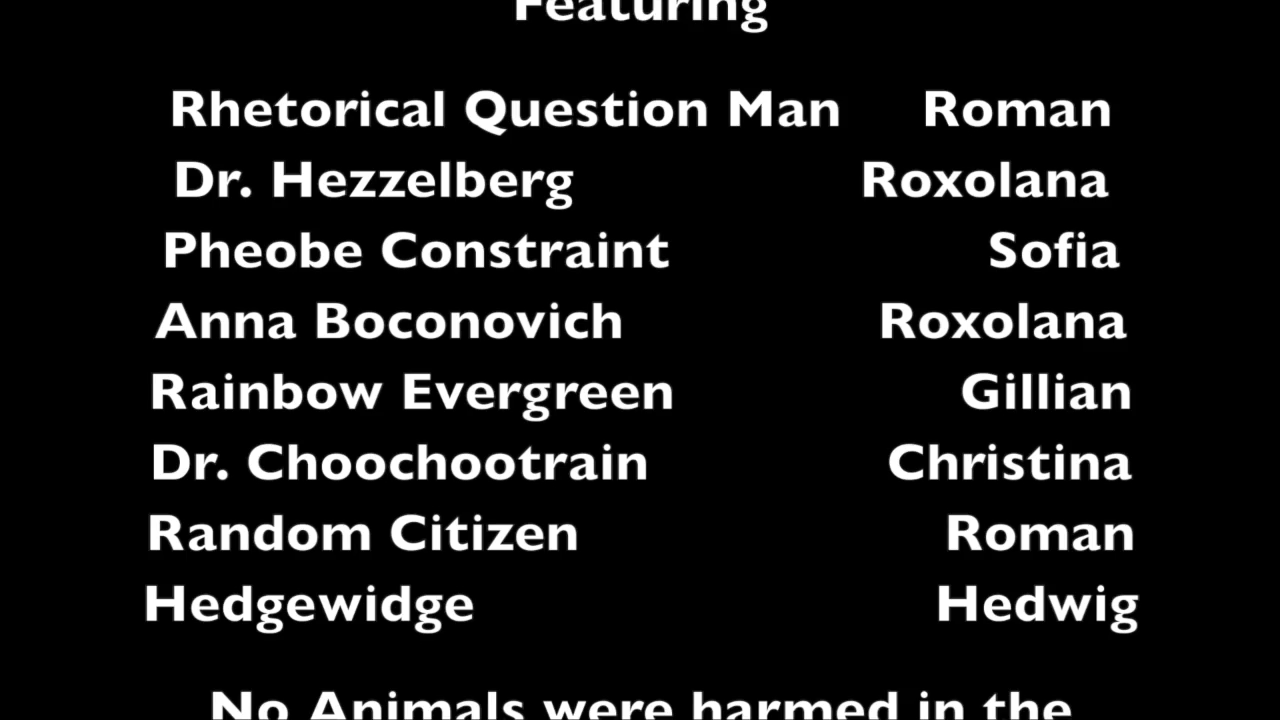 Featuring
Rhetorical Question Man Roman
Dr. Hezzelberg Roxolana
Pheobe Constraint Sofia
Anna Boconovich Roxolana
Rainbow Evergreen Gillian
Dr. Choochootrain Christina
Random Citizen Roman
Hedgewidge Hedwig
No Animals were harmed in the